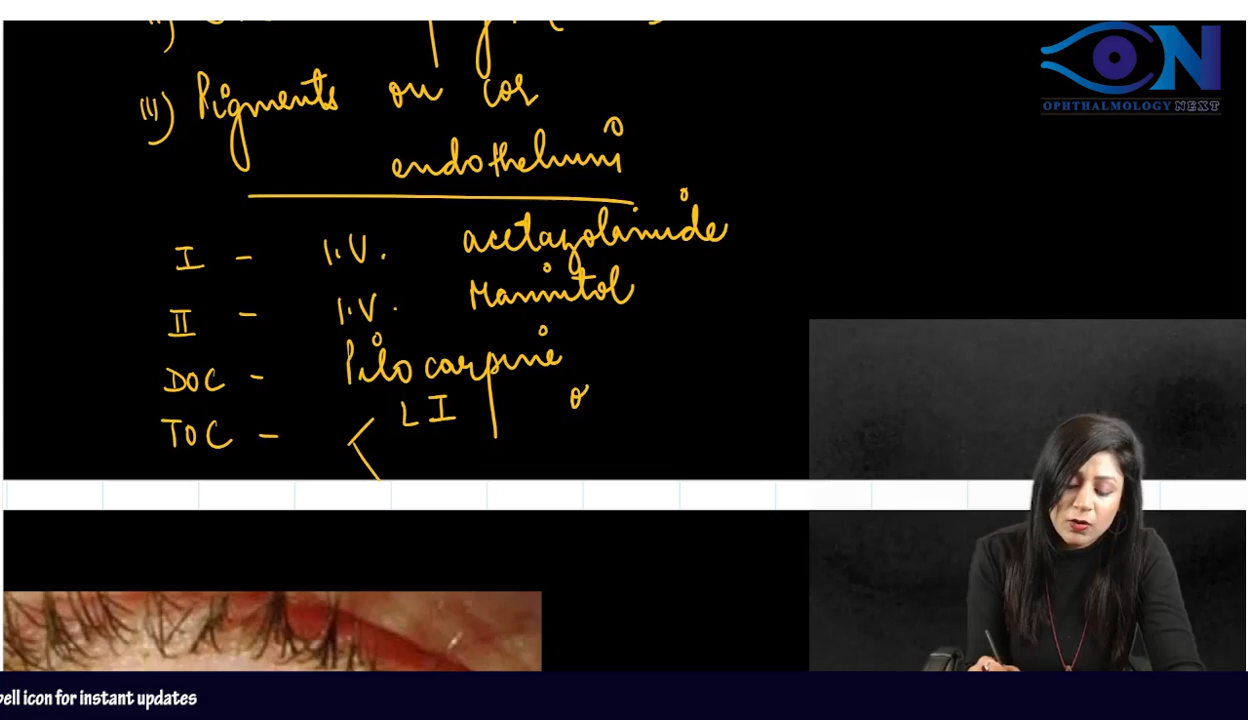 OPHTHALMOLOGY NEXT
iii) Pigments on cor
endothelium
I - I.V. acetazolamide
II - I.V. Mannitol
DOC - Pilocarpine
TOC - LI
bell icon for instant updates